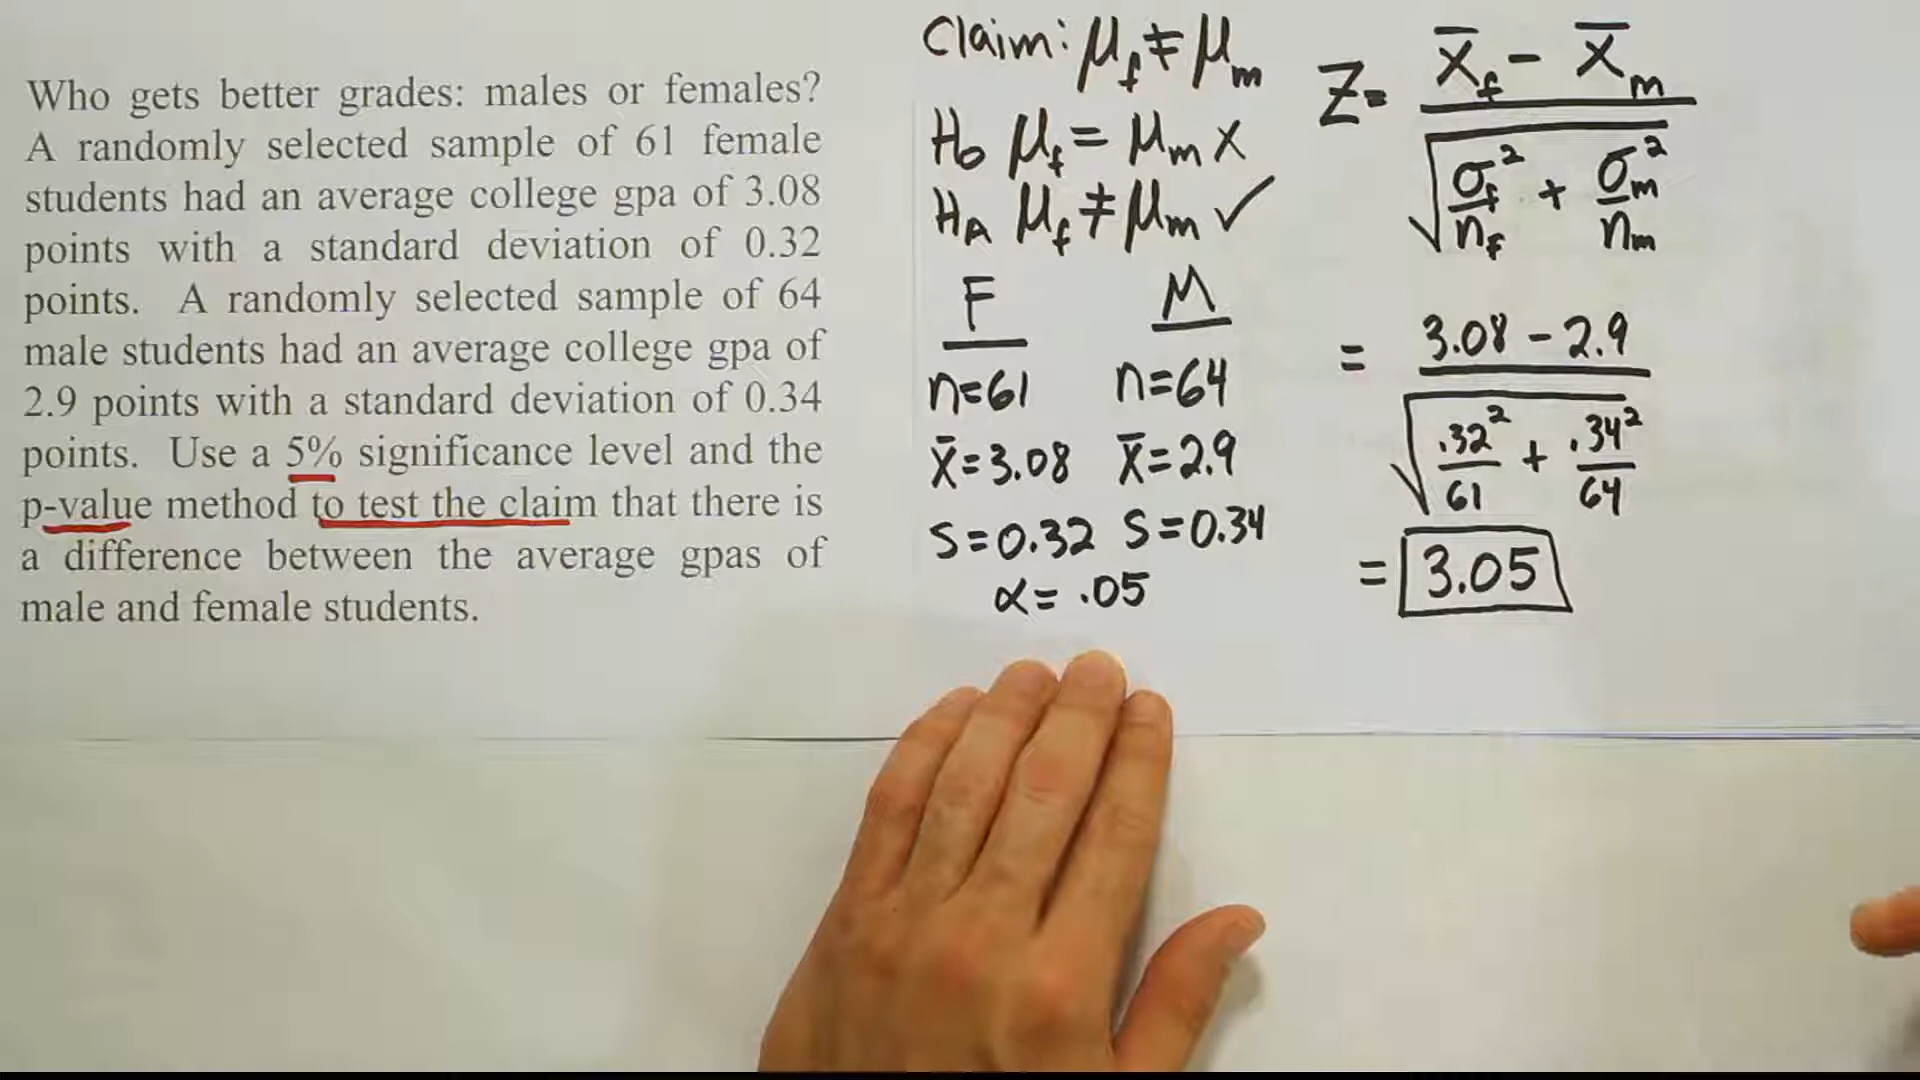 Who gets better grades: males or females?
A randomly selected sample of 61 female
students had an average college gpa of 3.08
points with a standard deviation of 0.32
points. A randomly selected sample of 64
male students had an average college gpa of
2.9 points with a standard deviation of 0.34
points. Use a 5% significance level and the
p-value method to test the claim that there is
a difference between the average gpas of
male and female students.
Claim: μf ≠ μm
H0 μf = μm x
HA μf ≠ μm ✓
F M
n=61 n=64
x̄=3.08 x̄=2.9
S=0.32 S=0.34
α= .05
Z= x̄f - x̄m
√ σf² / nf + σm² / nm
= 3.08 - 2.9
√ .32² / 61 + .34² / 64
= 3.05